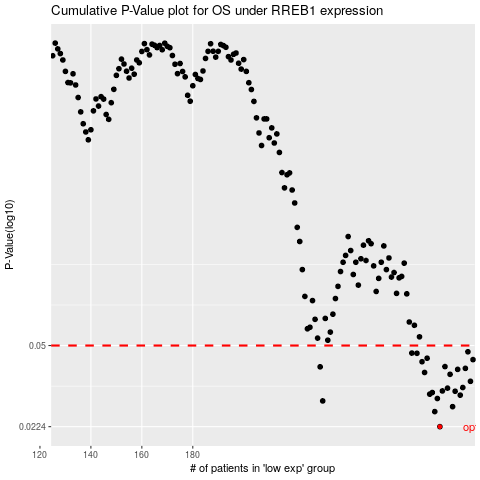 Cumulative P-Value plot for OS under RREB1 expression
P-Value(log10)
0.05
0.0224
op
120 140 160 180
# of patients in 'low exp' group